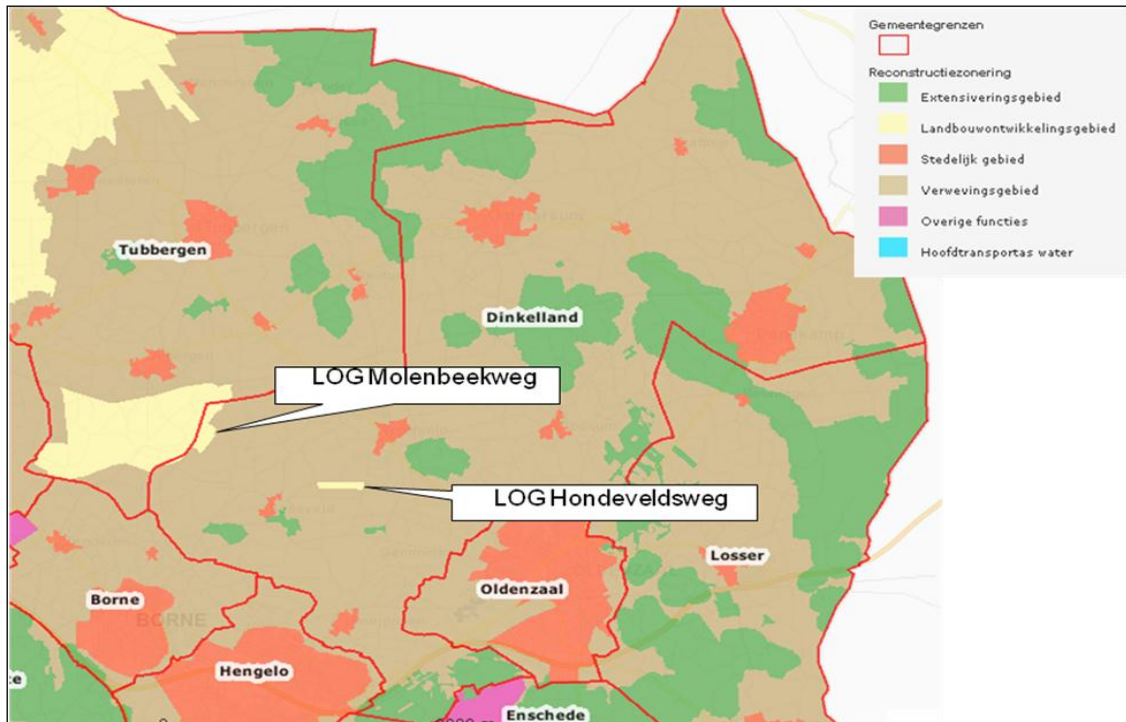 Gemeentegrenzen
Reconstructiezonering
Extensiveringsgebied
Landbouwontwikkelingsgebied
Stedelijk gebied
Verwevingsgebied
Overige functies
Hoofdtransportas water
Tubbergen
Dinkelland
LOG Molenbeekweg
LOG Hondeveldsweg
Losser
Oldenzaal
Borne
BORNE
Hengelo
Enschede